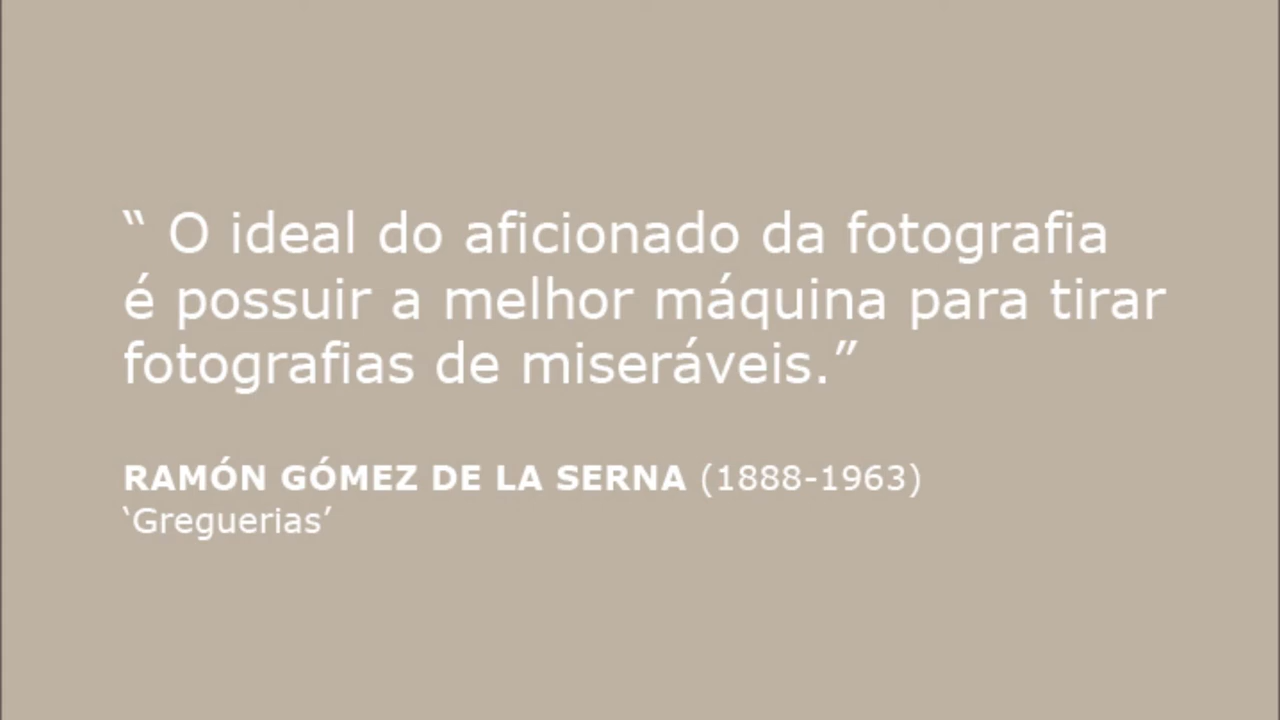 “ O ideal do aficionado da fotografia
é possuir a melhor máquina para tirar
fotografias de miseráveis.”
RAMÓN GÓMEZ DE LA SERNA (1888-1963)
‘Greguerias’